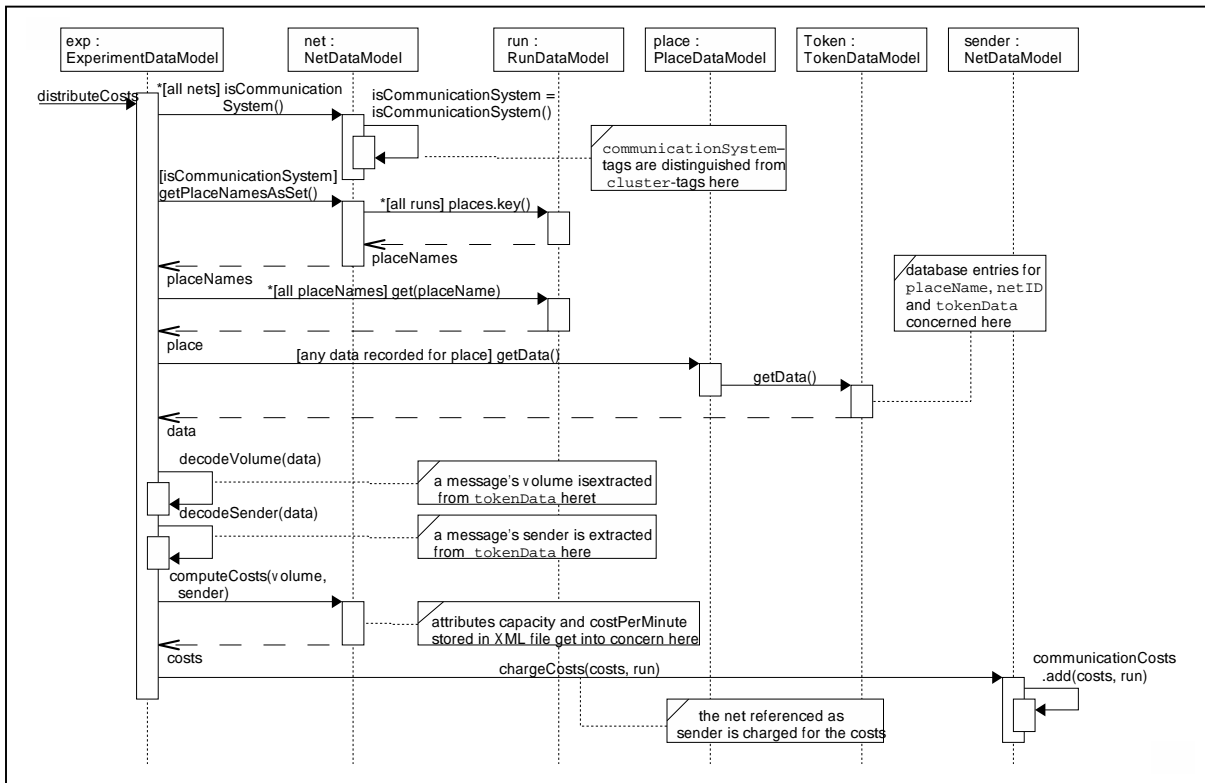 exp :
ExperimentDataModel
net :
NetDataModel
run :
RunDataModel
place :
PlaceDataModel
Token :
TokenDataModel
sender :
NetDataModel
distributeCosts
*[all nets] isCommunication
System()
isCommunicationSystem =
isCommunicationSystem()
communicationSystem–
tags are distinguished from
cluster-tags here
[isCommunicationSystem]
getPlaceNamesAsSet()
*[all runs] places.key()
placeNames
placeNames
database entries for
placeName, netID
and tokenData
concerned here
*[all placeNames] get(placeName)
place
[any data recorded for place] getData()
getData()
data
decodeVolume(data)
a message's volume isextracted
from tokenData heret
decodeSender(data)
a message's sender is extracted
from tokenData here
computeCosts(volume,
sender)
attributes capacity and costPerMinute
stored in XML file get into concern here
costs
chargeCosts(costs, run)
communicationCosts
.add(costs, run)
the net referenced as
sender is charged for the costs